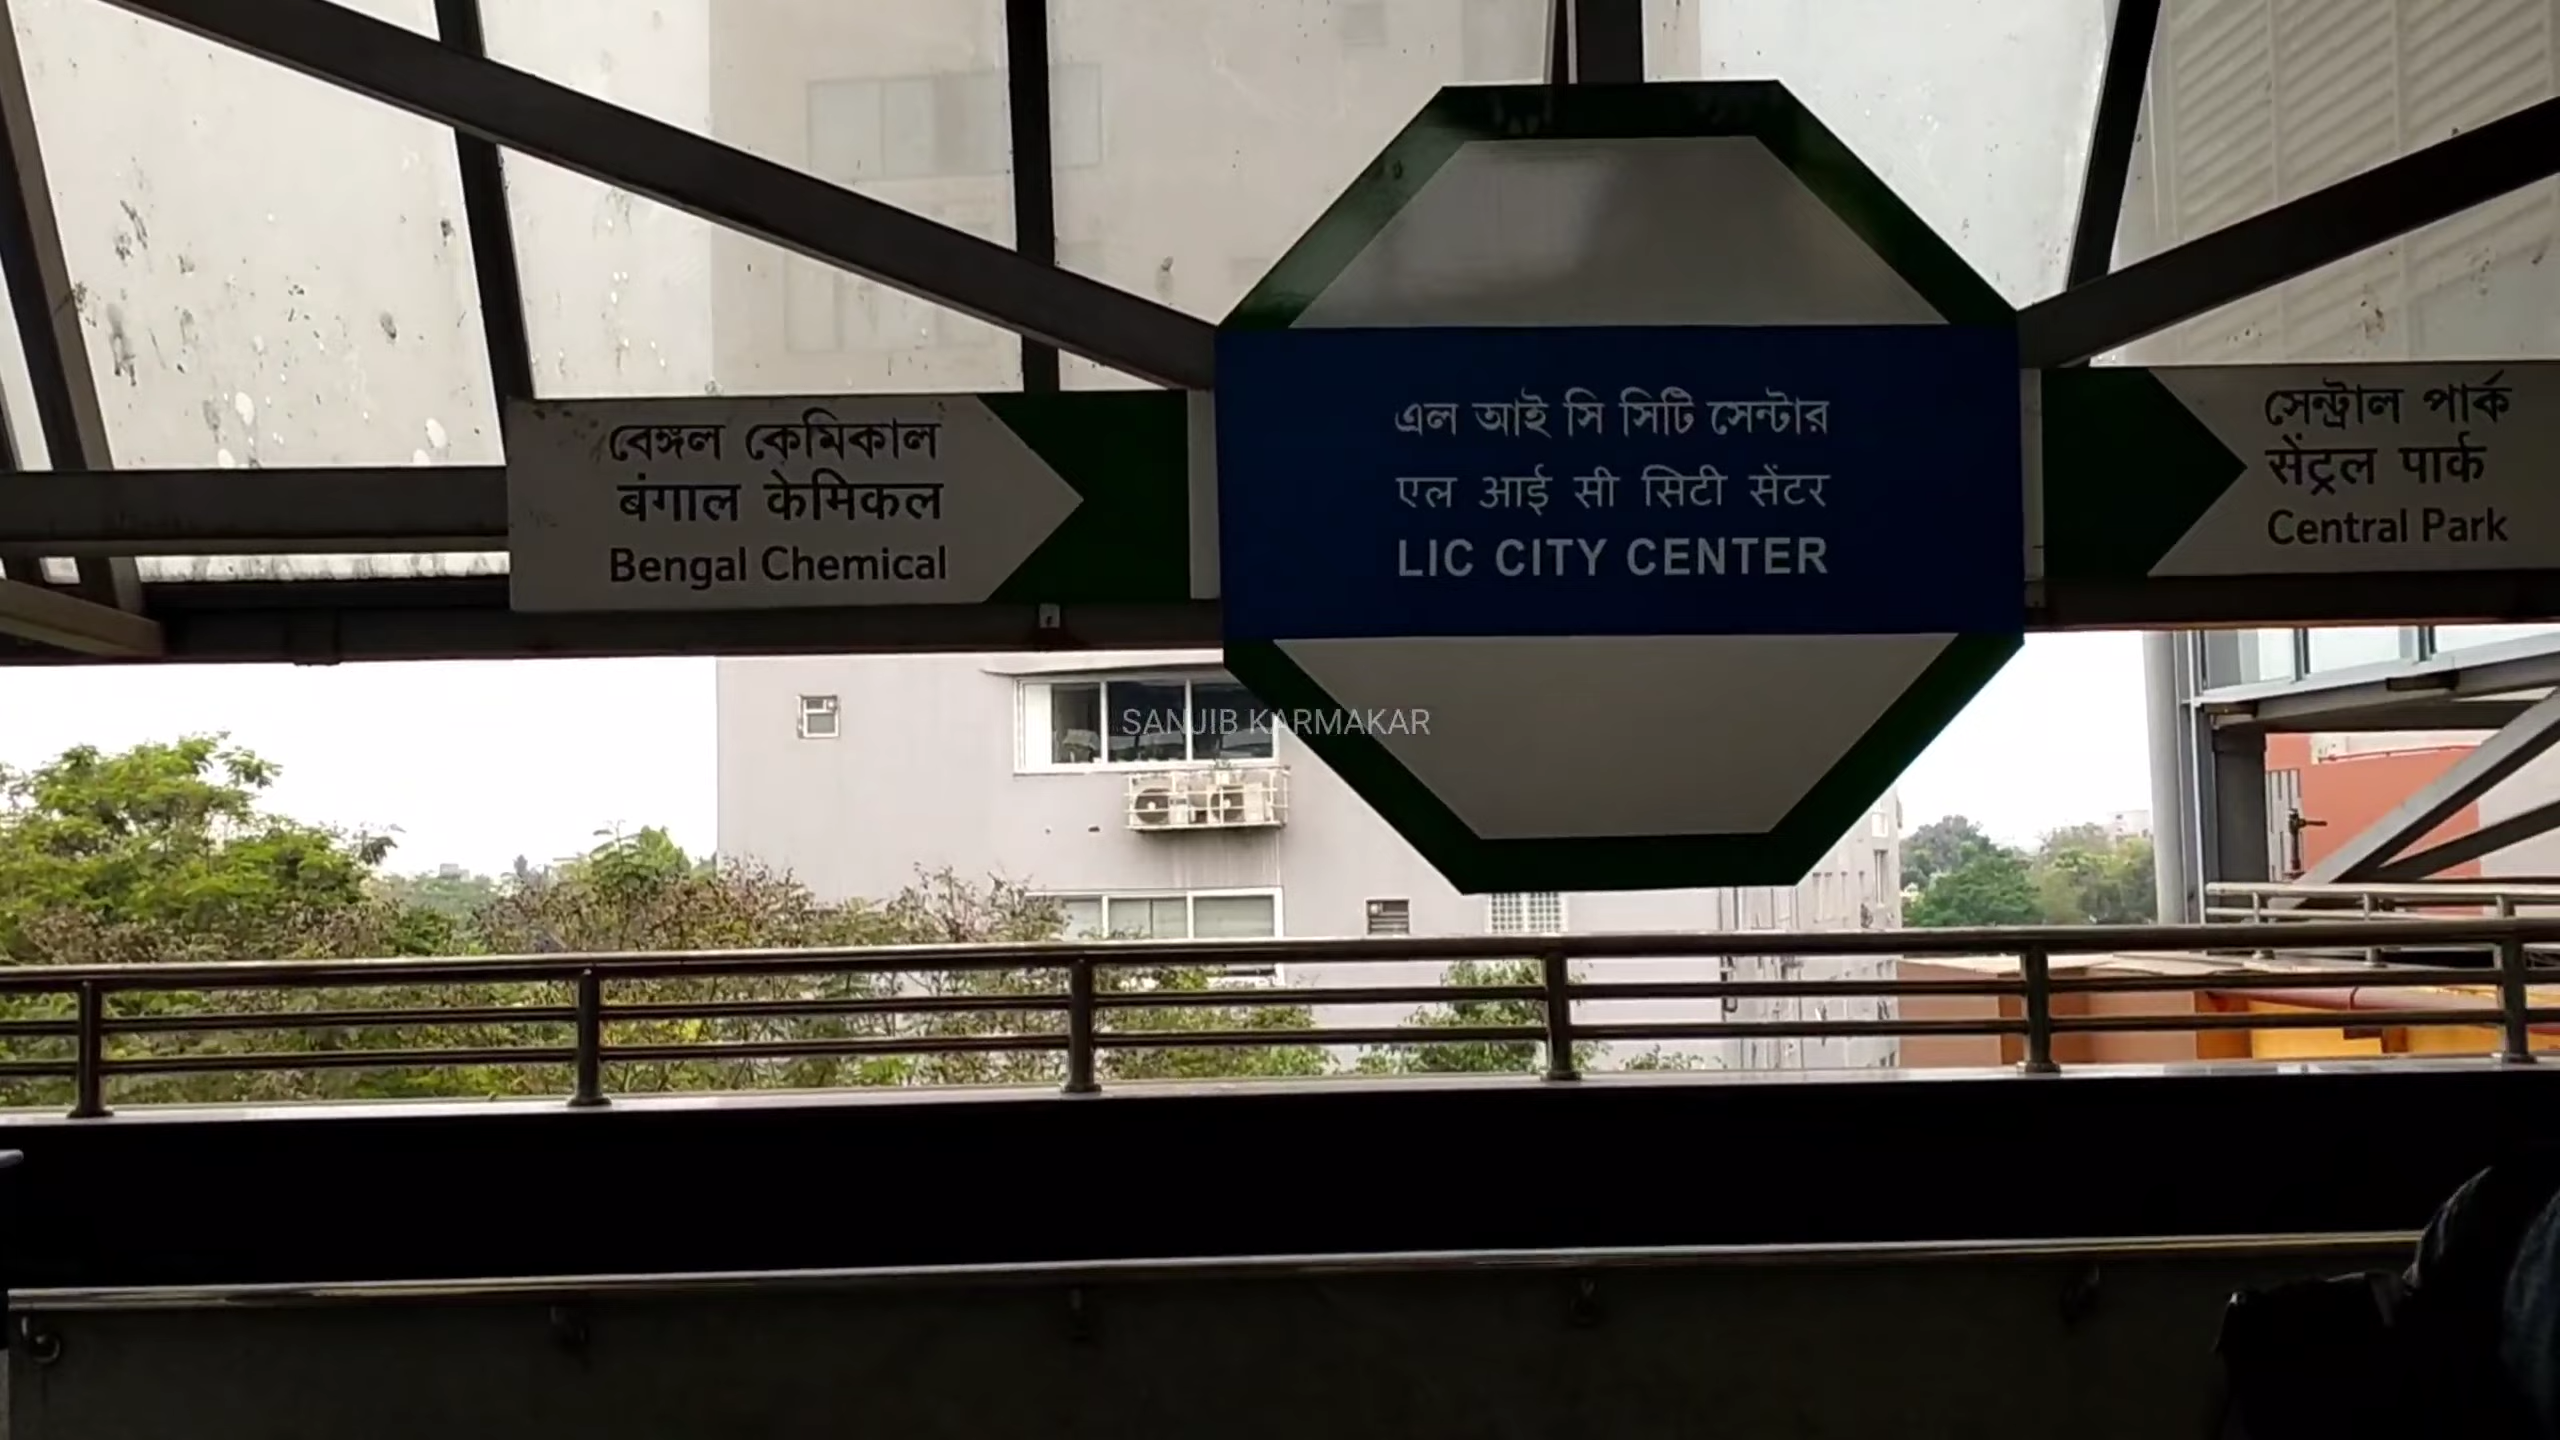 বেঙ্গল কেমিকাল
बंगाल केमिकल
Bengal Chemical
এল আই সি সিটি সেন্টার
एल आई सी सिटी सेंटर
LIC CITY CENTER
সেন্ট্রাল পার্ক
सेंट्रल पार्क
Central Park
SANJIB KARMAKAR